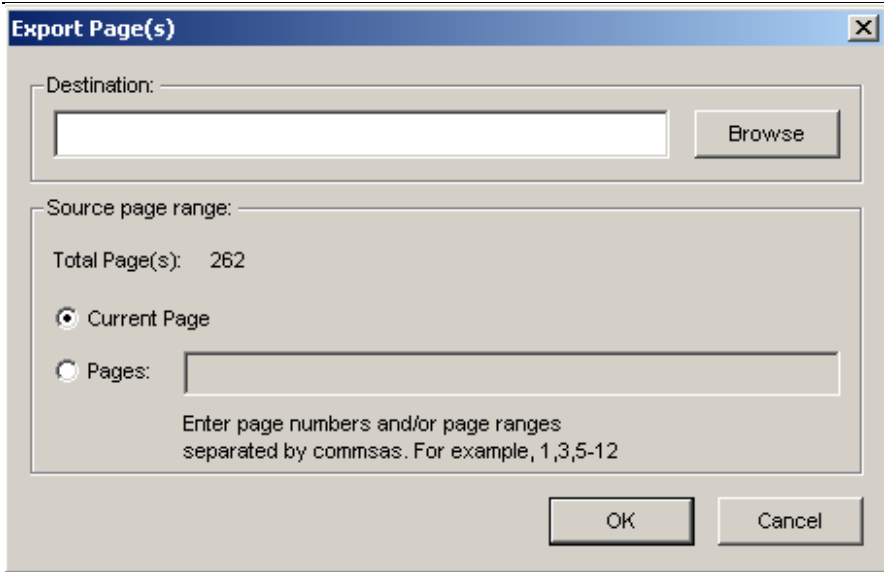 Export Page(s)
Destination:
Browse
Source page range:
Total Page(s): 262
Current Page
Pages:
Enter page numbers and/or page ranges
separated by commsas. For example, 1,3,5-12
OK
Cancel